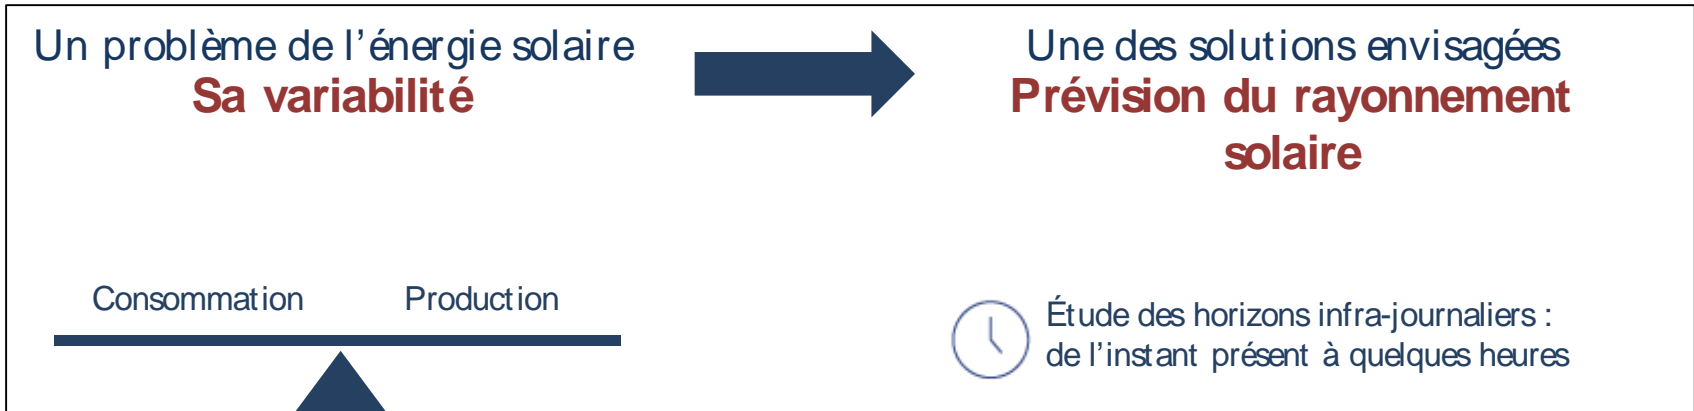 Un problème de l'énergie solaire
Sa variabilité
Une des solutions envisagées
Prévision du rayonnement
solaire
Consommation
Production
Étude des horizons infra-journaliers :
de l'instant présent à quelques heures